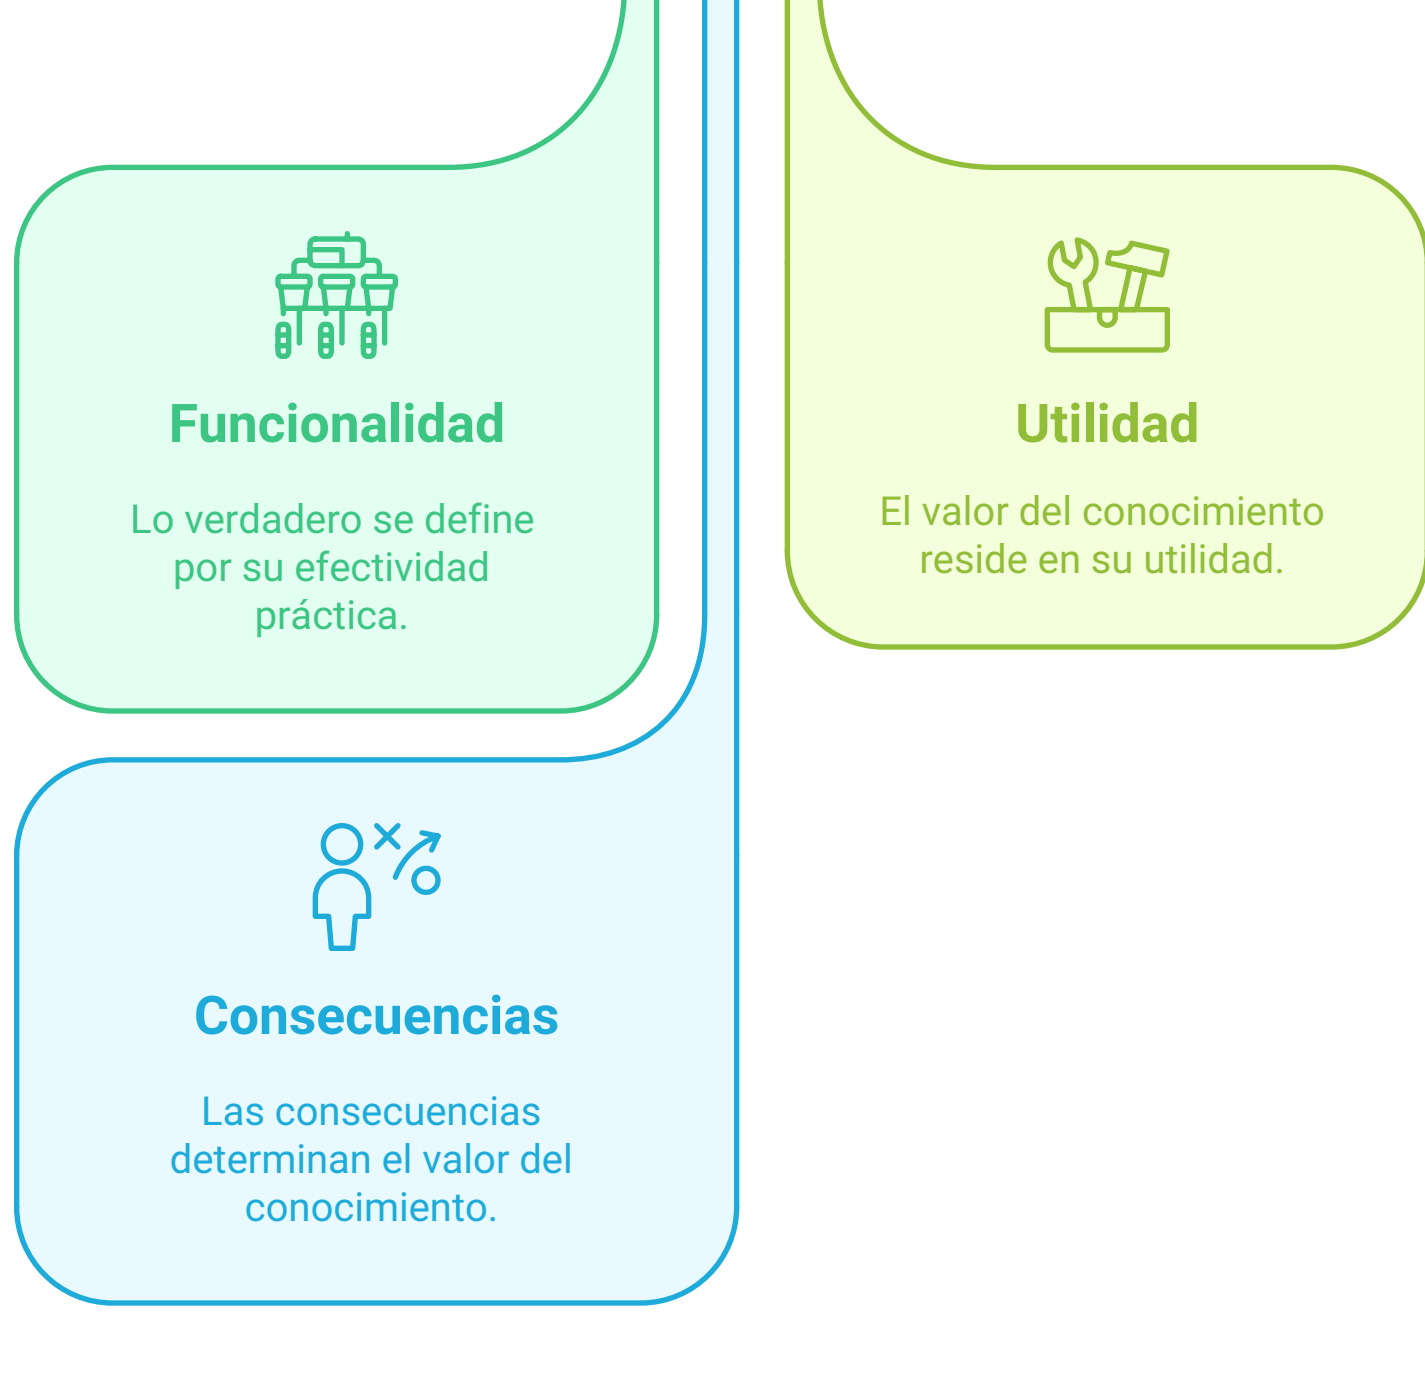 Funcionalidad
Lo verdadero se define
por su efectividad
práctica.
Utilidad
El valor del conocimiento
reside en su utilidad.
Consecuencias
Las consecuencias
determinan el valor del
conocimiento.